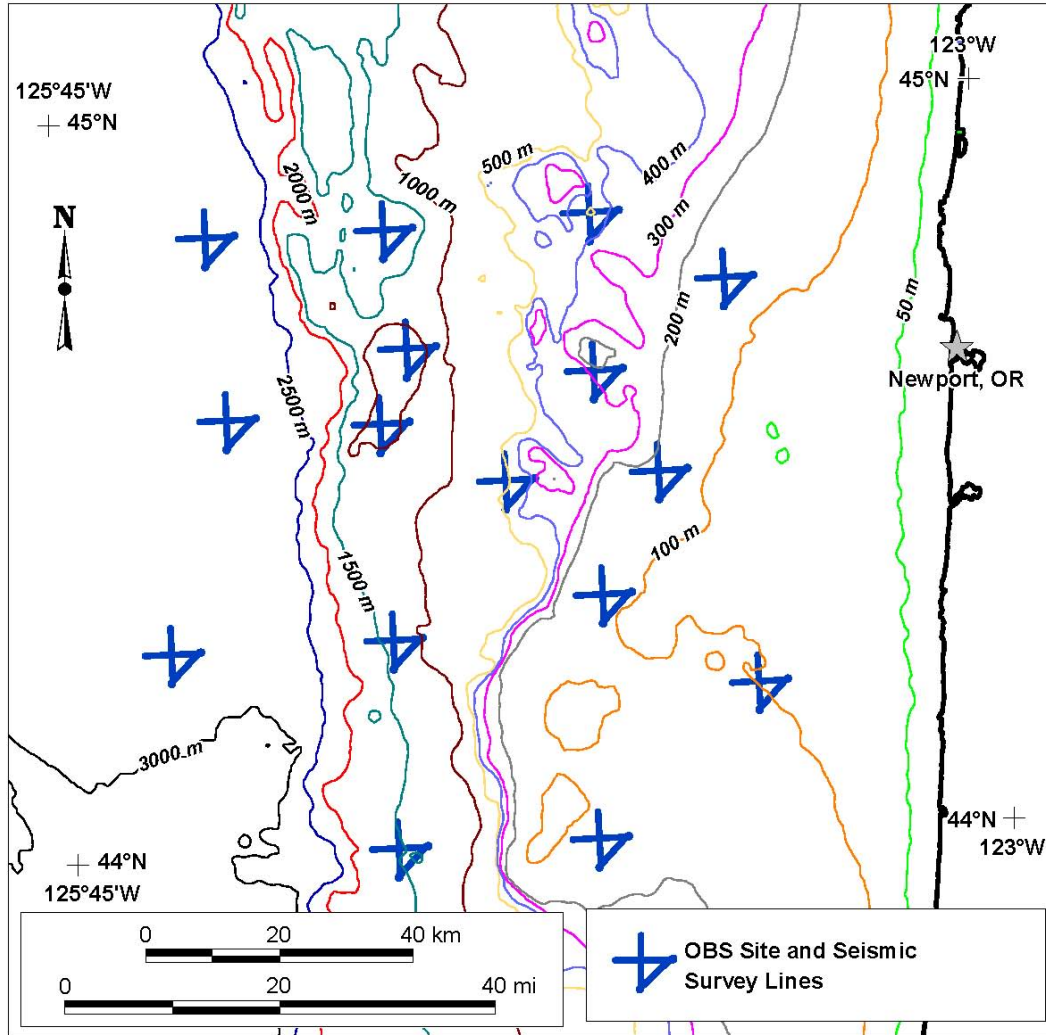 123°W
45°N
125°45'W
45°N
N
2000 m
1000 m
500 m
400 m
300 m
200 m
50 m
Newport, OR
2500 m
1500 m
100 m
3000 m
44°N
125°45'W
44°N
123°W
0 20 40 km
0 20 40 mi
OBS Site and Seismic
Survey Lines